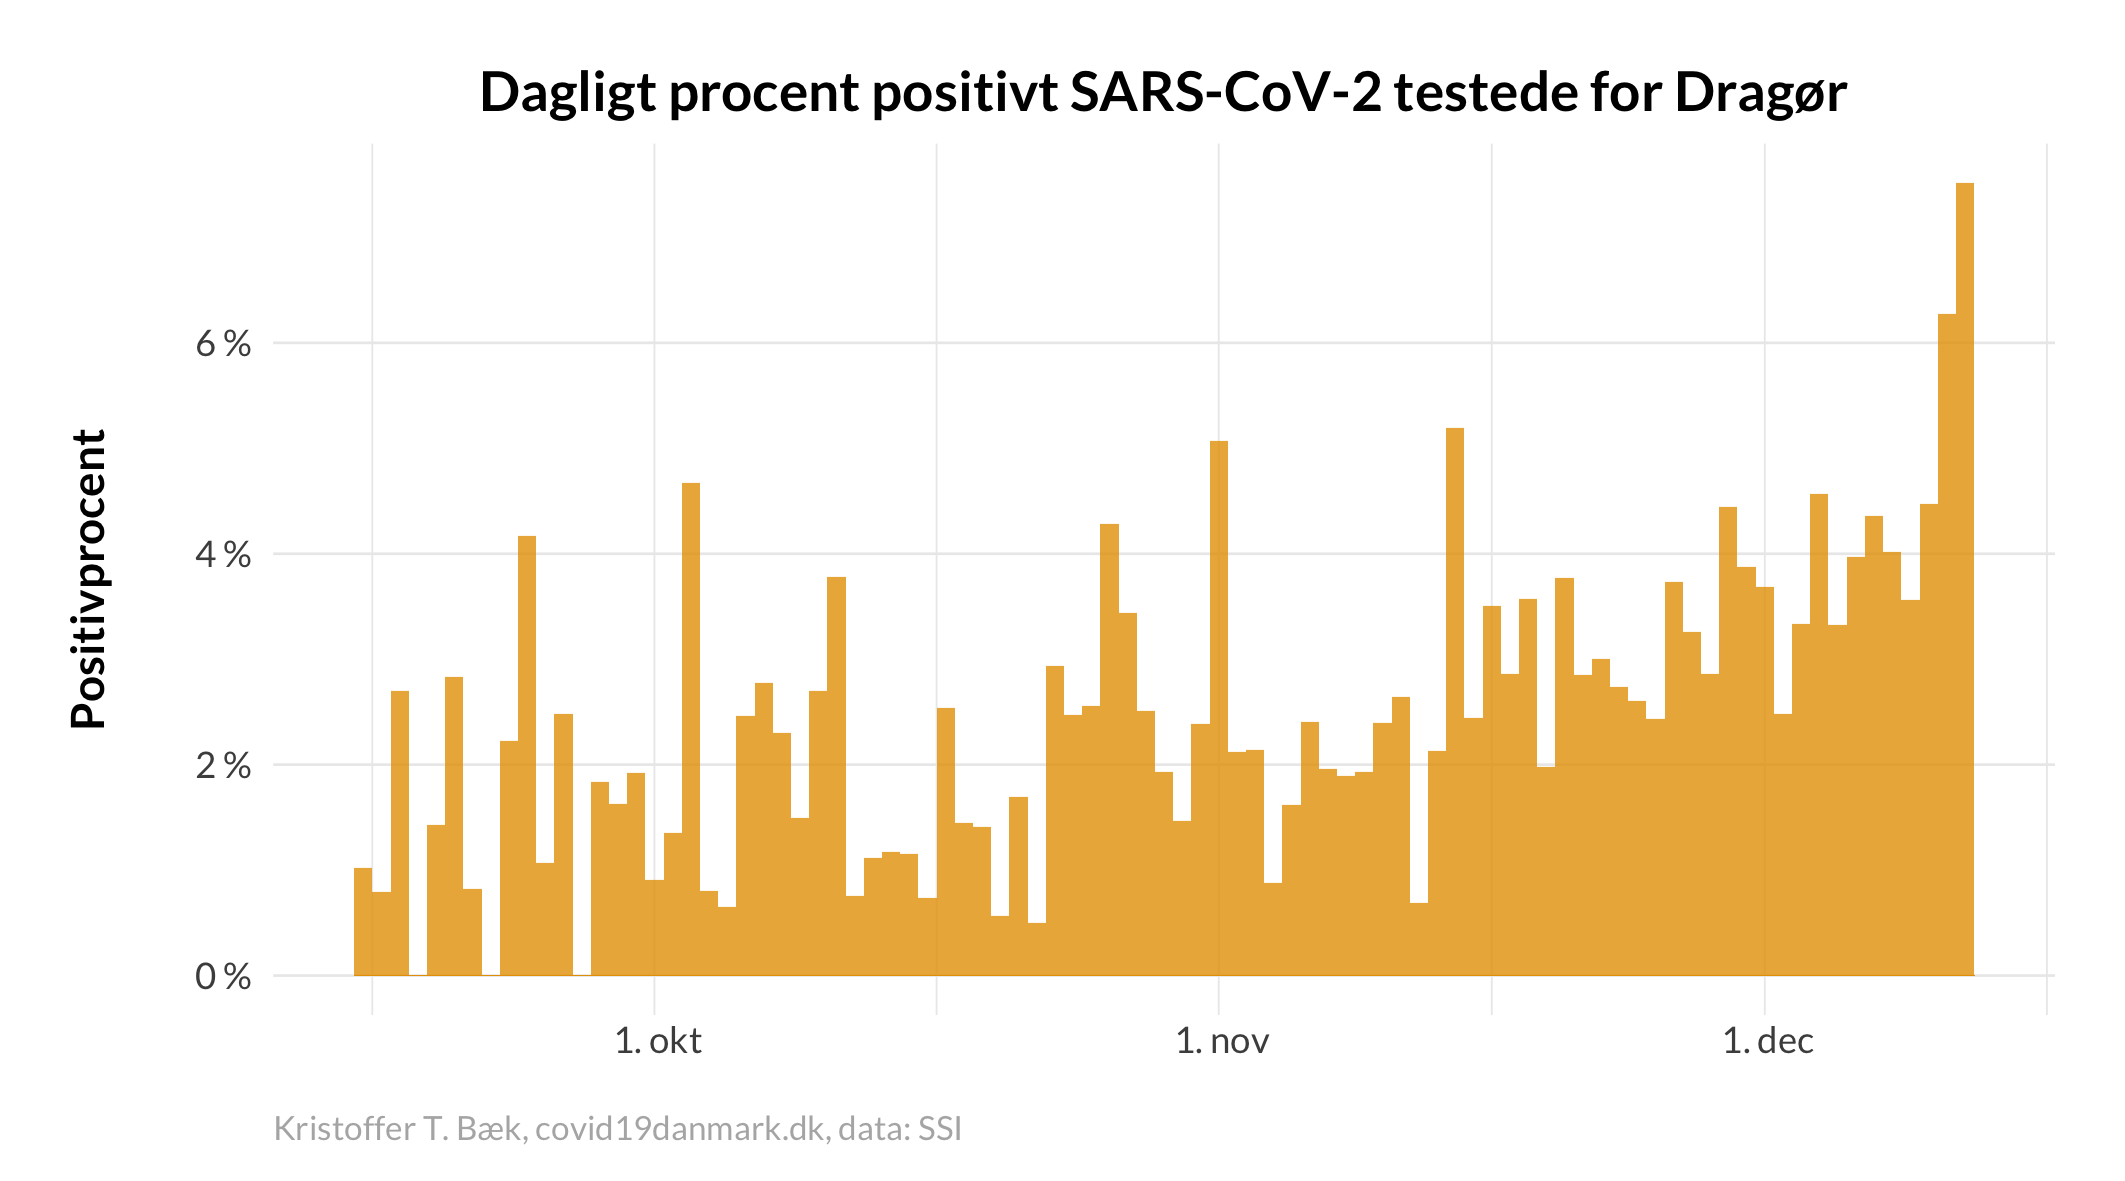 Dagligt procent positivt SARS-CoV-2 testede for Dragør
Positivprocent
6 %
4 %
2 %
0 %
1. okt
1. nov
1. dec
Kristoffer T. Bæk, covid19danmark.dk, data: SSI